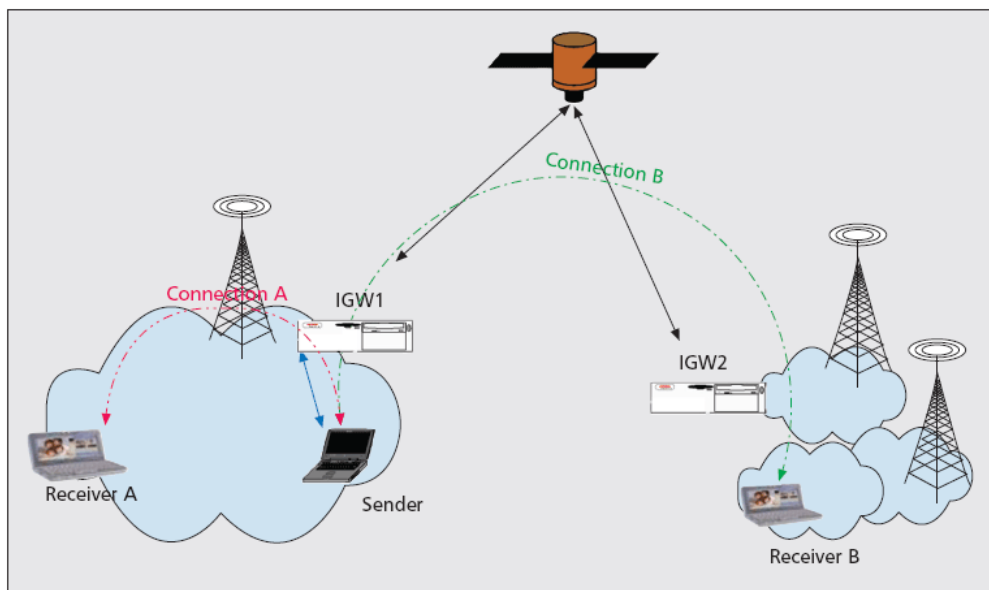 Connection B
Connection A
IGW1
IGW2
Receiver A
Sender
Receiver B